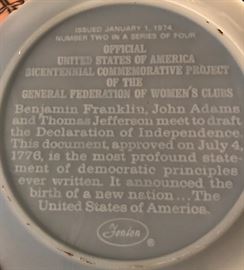 ISSUED JANUARY 1, 1974
NUMBER TWO IN A SERIES OF FOUR
OFFICIAL
UNITED STATES OF AMERICA
BICENTENNIAL COMMEMORATIVE PROJECT
OF THE
GENERAL FEDERATION OF WOMEN'S CLUBS
Benjamin Franklin, John Adams
and Thomas Jefferson meet to draft
the Declaration of Independence.
This document, approved on July 4,
1776, is the most profound state-
ment of democratic principles
ever written. It announced the
birth of a new nation...The
United States of America.
Fenton
®